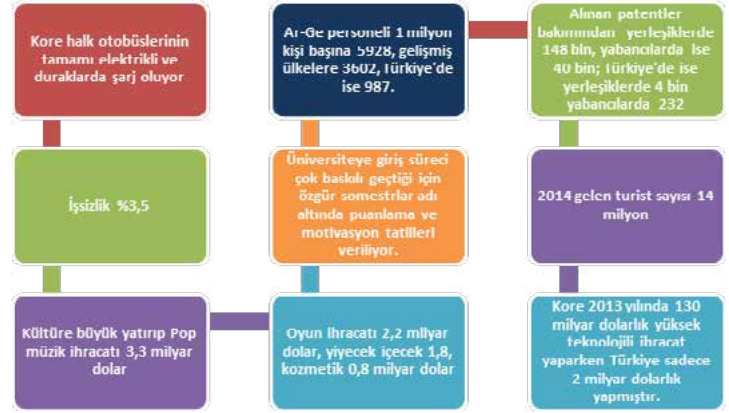 Kore halk otobüslerinin
tamamı elektrikli ve
duraklarda şarj oluyor
İşsizlik %3,5
Kültüre büyük yatırıp Pop
müzik ihracatı 3,3 milyar
dolar
Oyun ihracatı 2,2 milyar
dolar, yiyecek içecek 1,8,
kozmetik 0,8 milyar dolar
Üniversiteye giriş süreci
çok baskılı geçtiği için
özgür somestrlar adı
altında puanlama ve
motivasyon tatilleri
veriliyor.
Ar-Ge personeli 1 milyon
kişi başına 5928, gelişmiş
ülkelere 3602, Türkiye'de
ise 987.
Alınan patentler
bakımından yerleşiklerde
148 bin, yabancılarda ise
40 bin; Türkiye'de ise
yerleşiklerde 4 bin
yabancılarda 232
2014 gelen turist sayısı 14
milyon
Kore 2013 yılında 130
milyar dolarlık yüksek
teknolojili ihracat
yaparken Türkiye sadece
2 milyar dolarlık
yapmıştır.